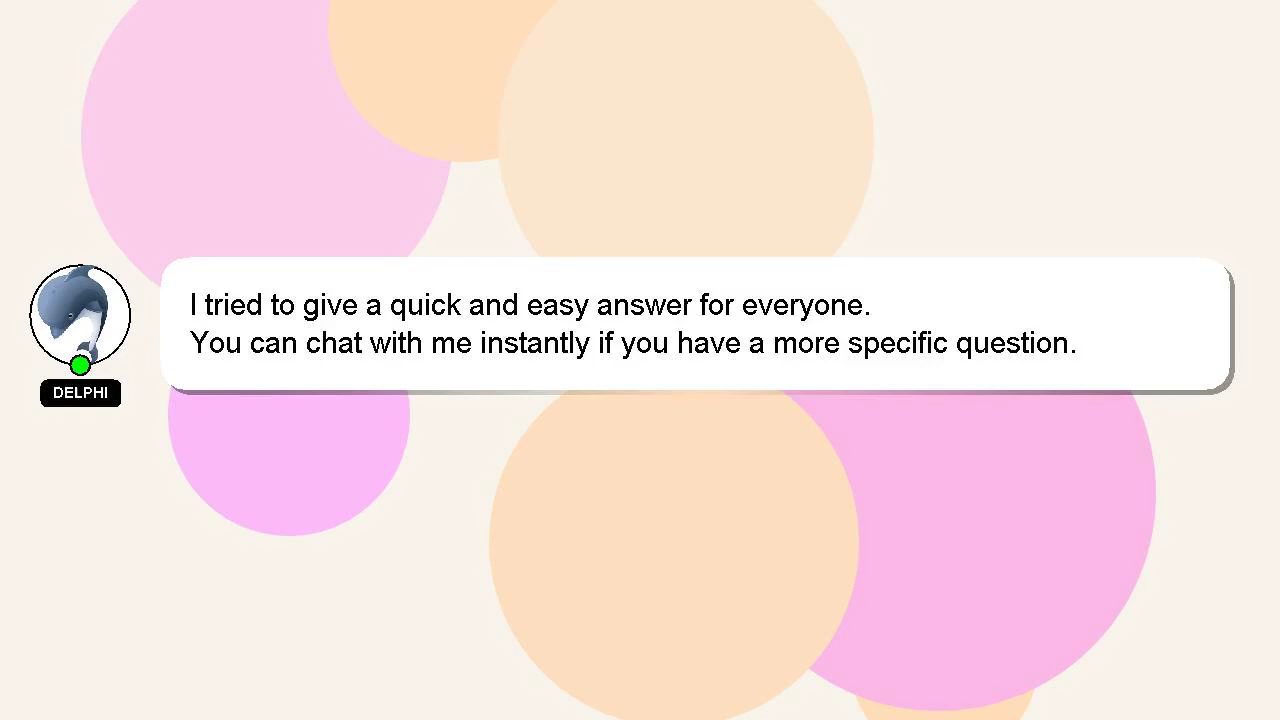 I tried to give a quick and easy answer for everyone.
You can chat with me instantly if you have a more specific question.
DELPHI